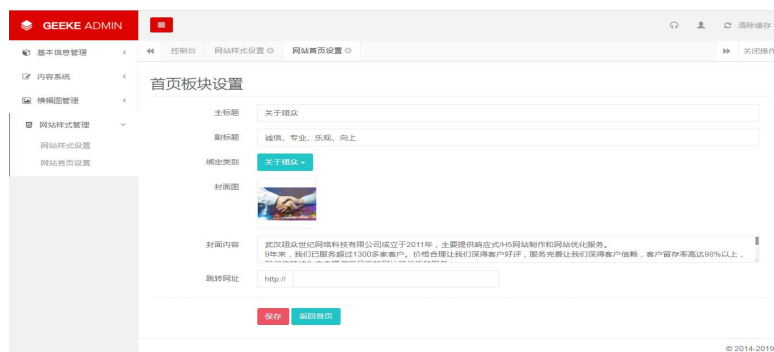 GEEKE ADMIN
清除缓存
基本信息管理
控制台 网站样式设置 网站首页设置 关闭操作
内容系统
横幅图管理
网站样式管理
网站样式设置
网站首页设置
首页板块设置
主标题 关于翊众
副标题 诚信、专业、乐观、向上
绑定类别 关于翊众
封面图
封面内容 武汉翊众世纪网络科技有限公司成立于2011年，主要提供响应式/H5网站制作和网站优化服务。
9年来，我们已服务超过1300多家客户。价格合理让我们深得客户好评，服务完善让我们深得客户信赖，客户留存率高达98%以上，
跳转网址 http://
保存 返回首页
© 2014-2019